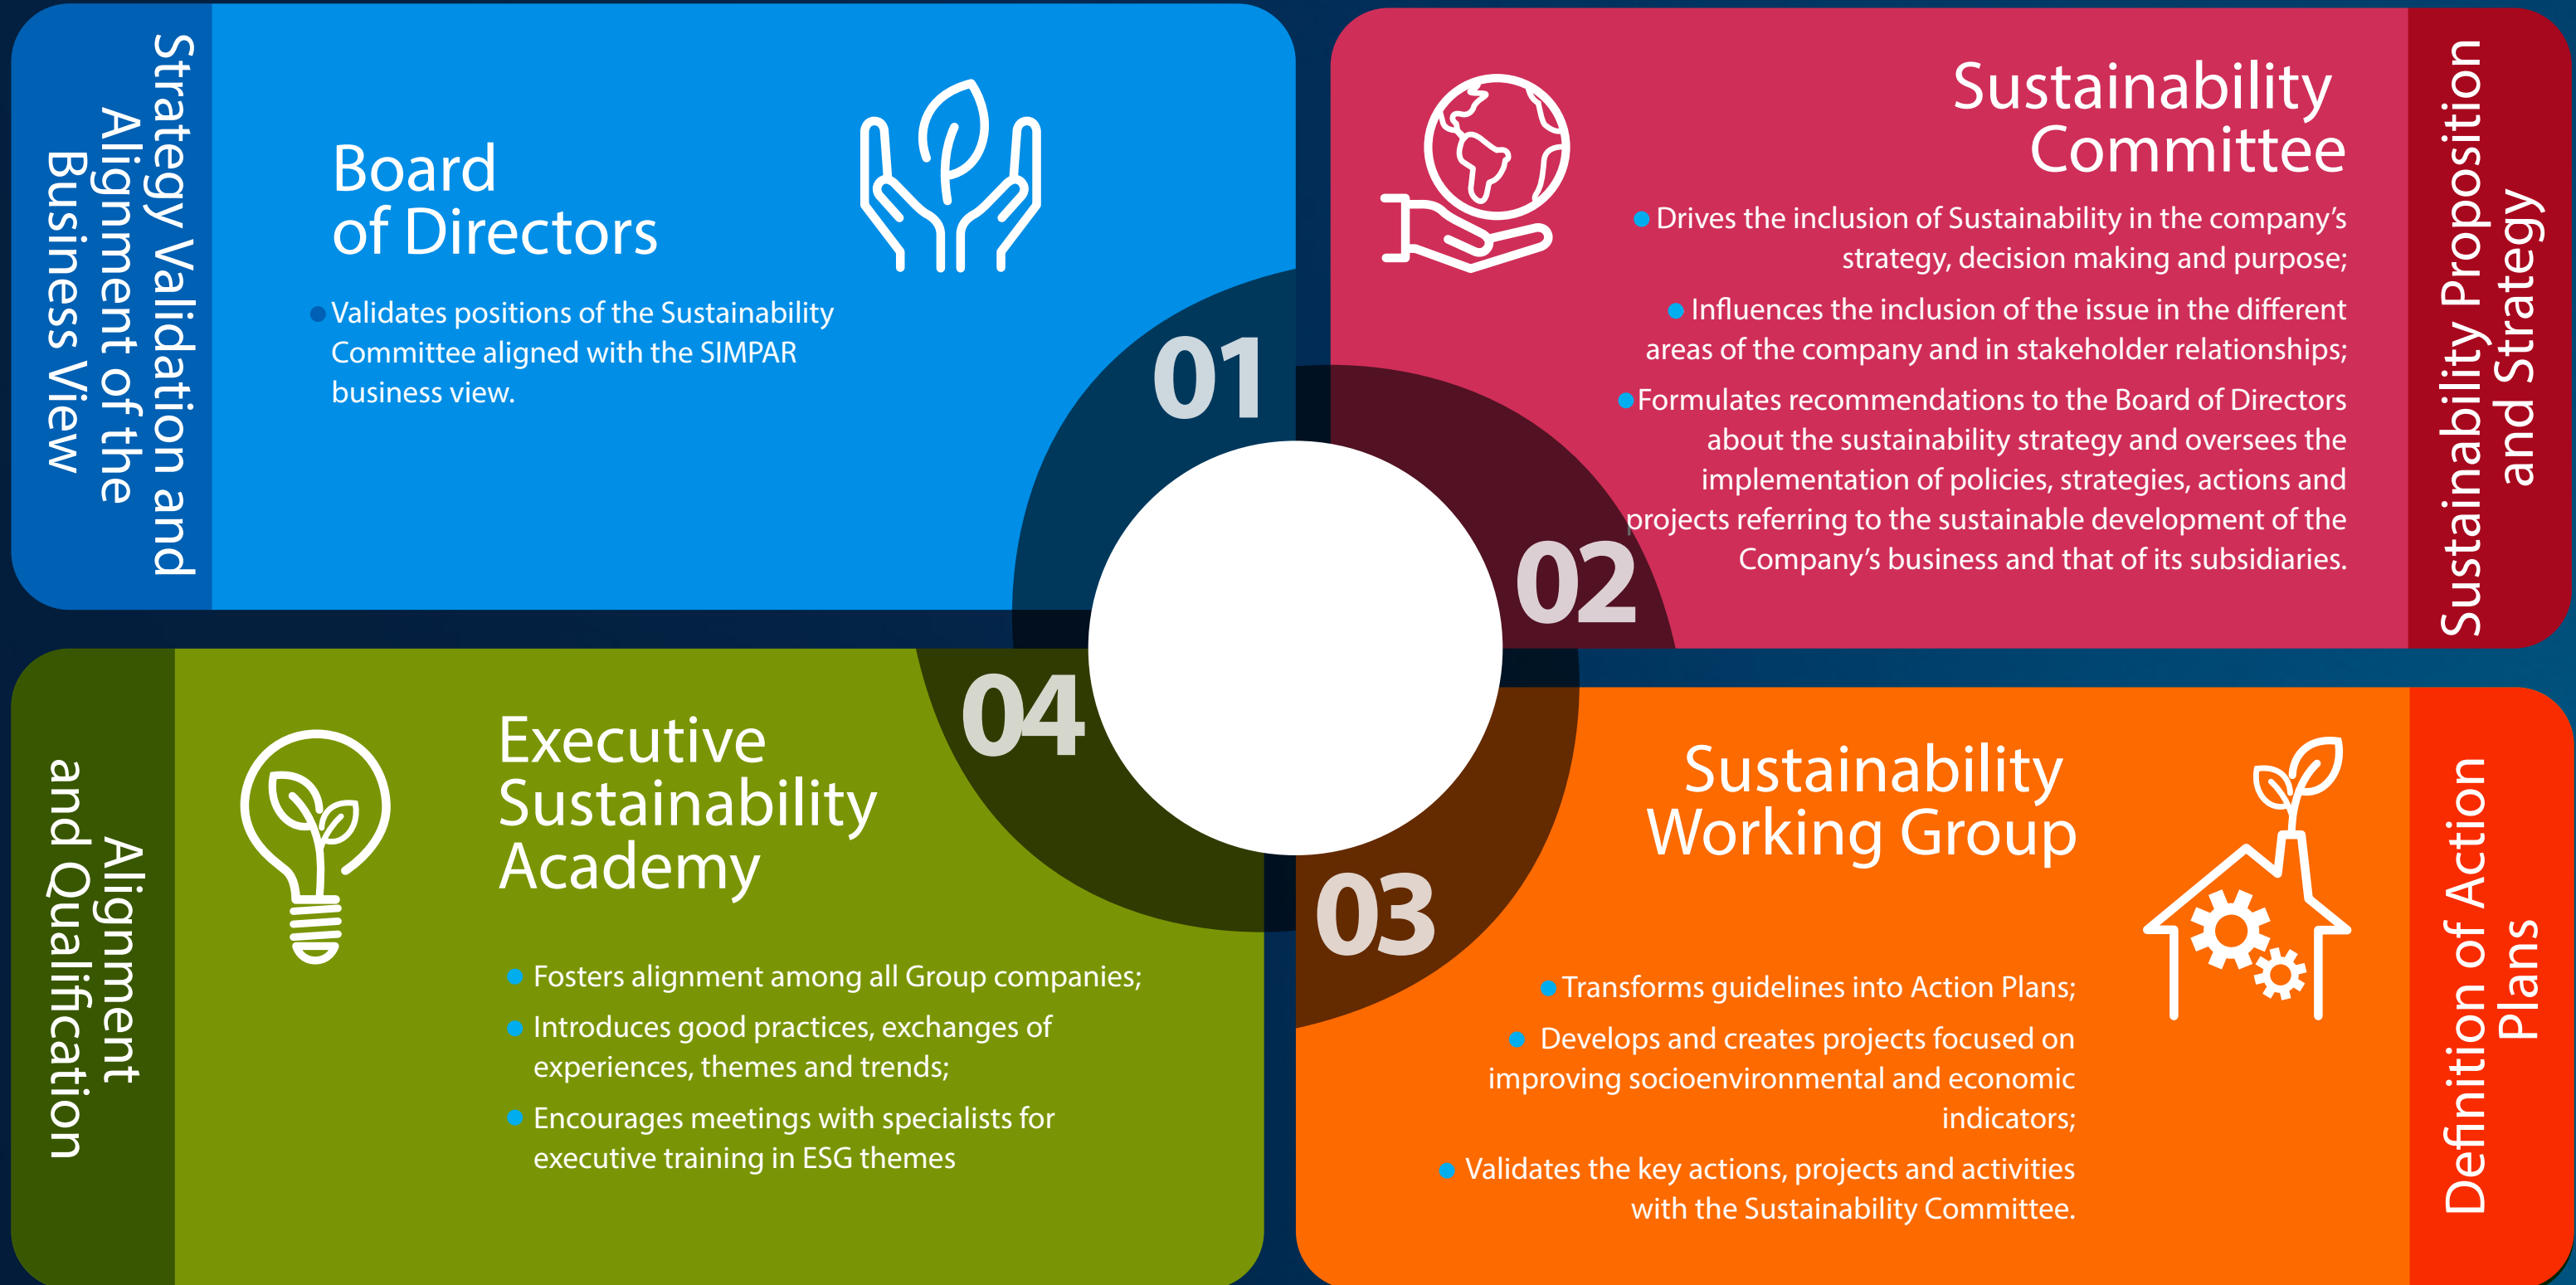 Strategy Validation and
Alignment of the
Business View
Board
of Directors
Validates positions of the Sustainability
Committee aligned with the SIMPAR
business view.
01
Sustainability
Committee
Drives the inclusion of Sustainability in the company’s
strategy, decision making and purpose;
Influences the inclusion of the issue in the different
areas of the company and in stakeholder relationships;
Formulates recommendations to the Board of Directors
about the sustainability strategy and oversees the
implementation of policies, strategies, actions and
projects referring to the sustainable development of the
Company’s business and that of its subsidiaries.
02
Sustainability Proposition
and Strategy
Sustainability
Working Group
Transforms guidelines into Action Plans;
Develops and creates projects focused on
improving socioenvironmental and economic
indicators;
Validates the key actions, projects and activities
with the Sustainability Committee.
03
Definition of Action
Plans
Alignment
and Qualification
Executive
Sustainability
Academy
Fosters alignment among all Group companies;
Introduces good practices, exchanges of
experiences, themes and trends;
Encourages meetings with specialists for
executive training in ESG themes
04